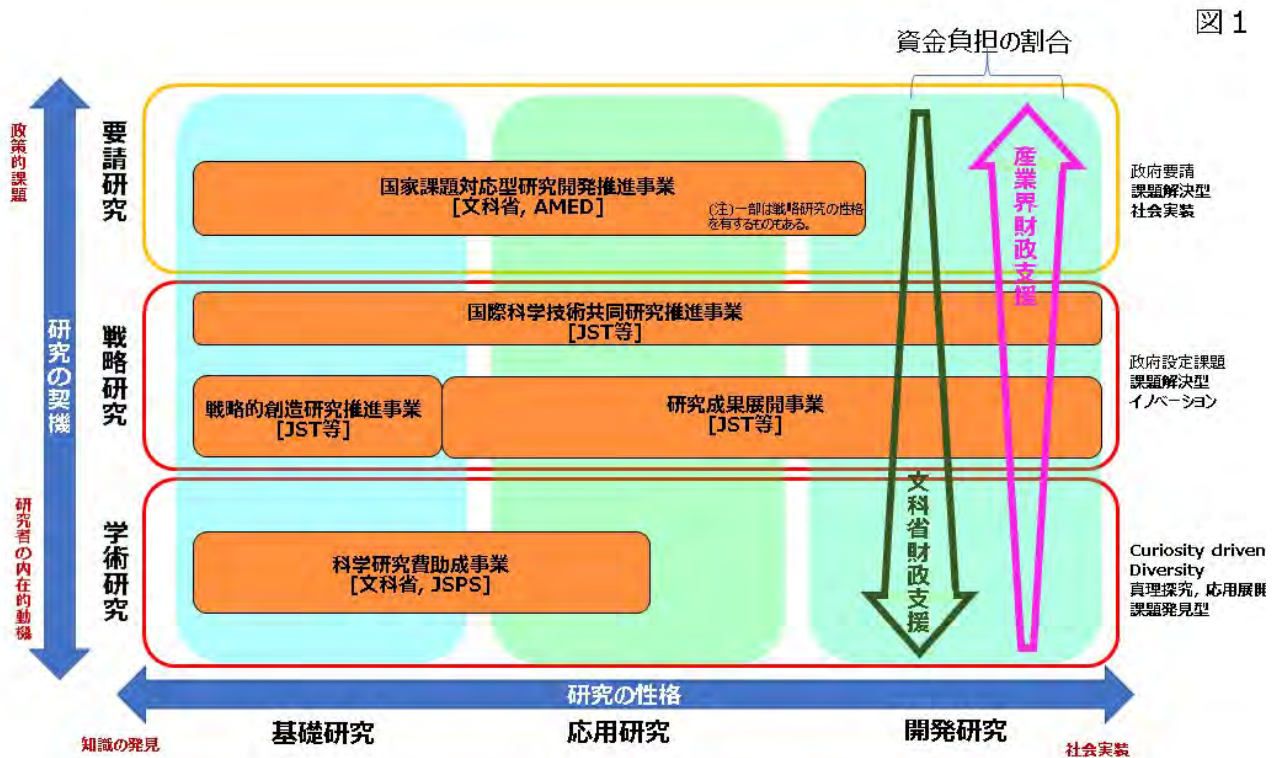 図1
資金負担の割合
政策的課題
研究の契機
研究者の内在的動機
要請研究
国家課題対応型研究開発推進事業
[文科省, AMED]
(注)一部は戦略研究の性格
を有するものもある。
政府要請
課題解決型
社会実装
産業界財政支援
戦略研究
国際科学技術共同研究推進事業
[JST等]
戦略的創造研究推進事業
[JST等]
研究成果展開事業
[JST等]
政府設定課題
課題解決型
イノベーション
文科省財政支援
学術研究
科学研究費助成事業
[文科省, JSPS]
Curiosity driven
Diversity
真理探究, 応用展開
課題発見型
研究の性格
基礎研究
応用研究
開発研究
知識の発見
社会実装